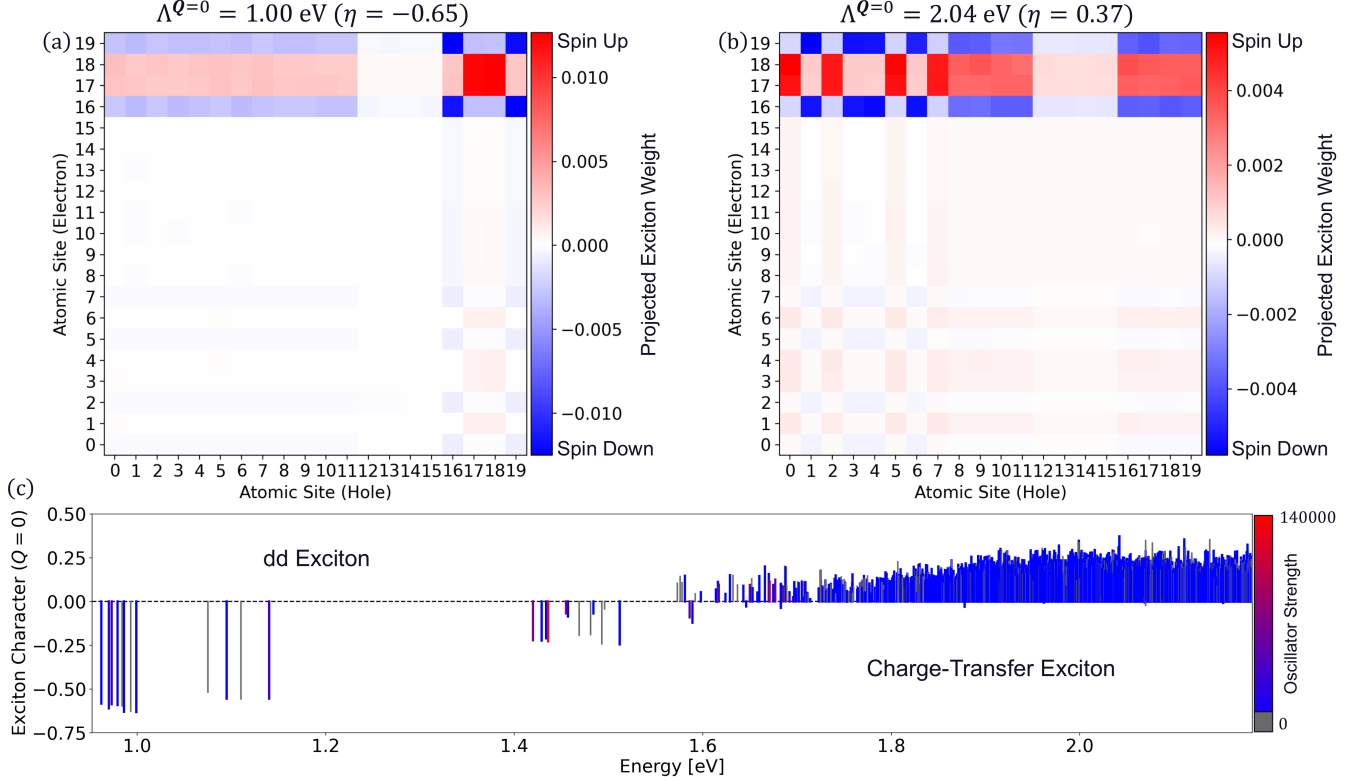 Λ^Q=0 = 1.00 eV (η = −0.65)
(a)
19
18
17
16
15
14
13
12
11
10
9
8
7
6
5
4
3
2
1
0
Atomic Site (Electron)
0 1 2 3 4 5 6 7 8 9 10 11 12 13 14 15 16 17 18 19
Atomic Site (Hole)
Spin Up
0.010
0.005
0.000
−0.005
−0.010
Spin Down
Projected Exciton Weight
Λ^Q=0 = 2.04 eV (η = 0.37)
(b)
19
18
17
16
15
14
13
12
11
10
9
8
7
6
5
4
3
2
1
0
Atomic Site (Electron)
0 1 2 3 4 5 6 7 8 9 10 11 12 13 14 15 16 17 18 19
Atomic Site (Hole)
Spin Up
0.004
0.002
0.000
−0.002
−0.004
Spin Down
Projected Exciton Weight
(c)
0.50
0.25
0.00
−0.25
−0.50
−0.75
Exciton Character (Q = 0)
dd Exciton
Charge-Transfer Exciton
1.0 1.2 1.4 1.6 1.8 2.0
Energy [eV]
140000
0
Oscillator Strength